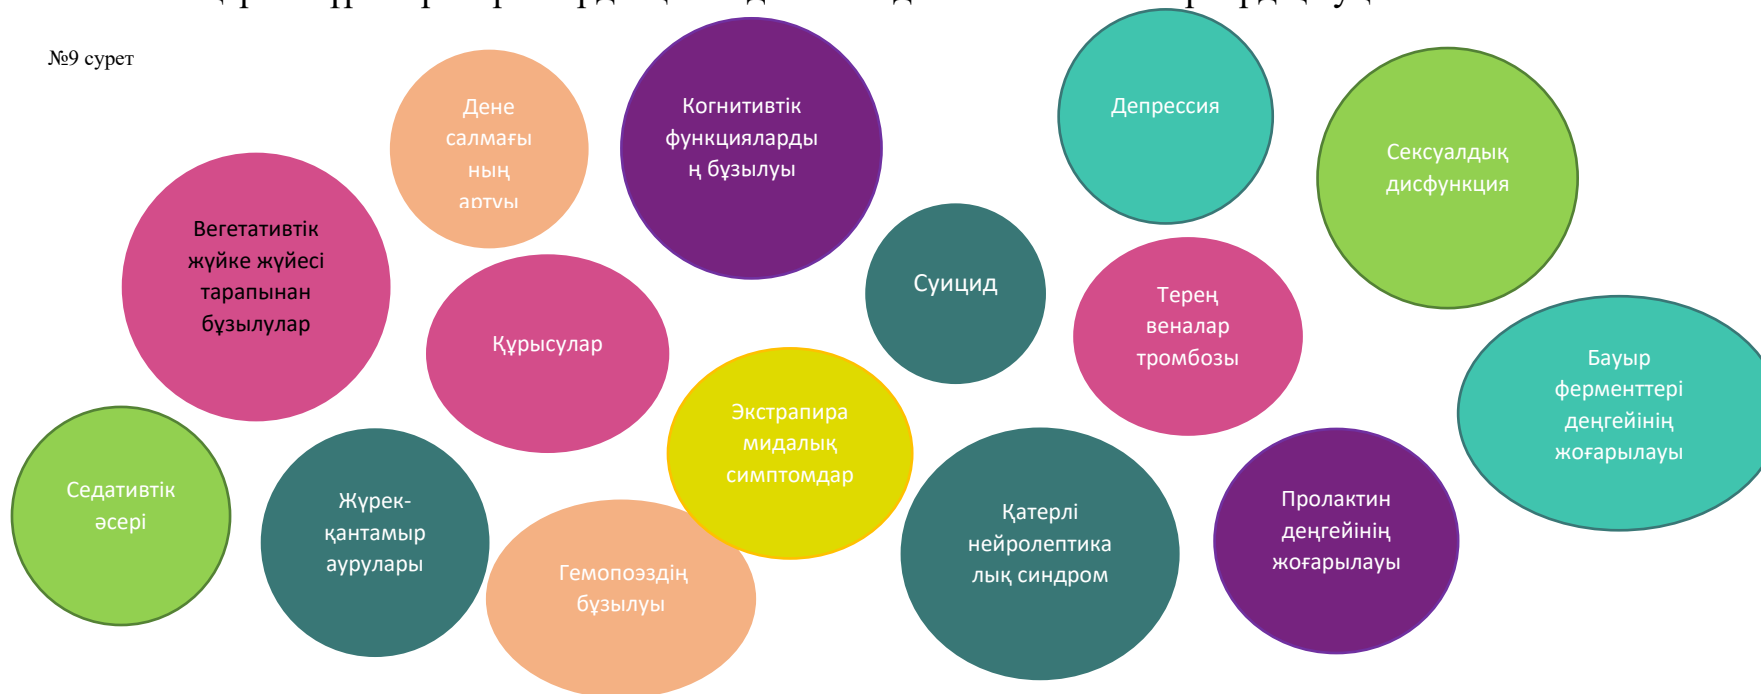 №9 сурет
Дене
салмағы
ның
артуы
Когнитивтік
функциялардь
ң бұзылуы
Депрессия
Сексуалдық
дисфункция
Вегетативтік
жүйке жүйесі
тарапынан
бұзылулар
Құрысулар
Суицид
Терең
веналар
тромбозы
Бауыр
ферменттері
деңгейінің
жоғарылауы
Экстрапира
мидалық
симптомдар
Седативтік
әсері
Жүрек-
қантамыр
аурулары
Гемопоэздің
бұзылуы
Қатерлі
нейролептика
лық синдром
Пролактин
деңгейінің
жоғарылауы